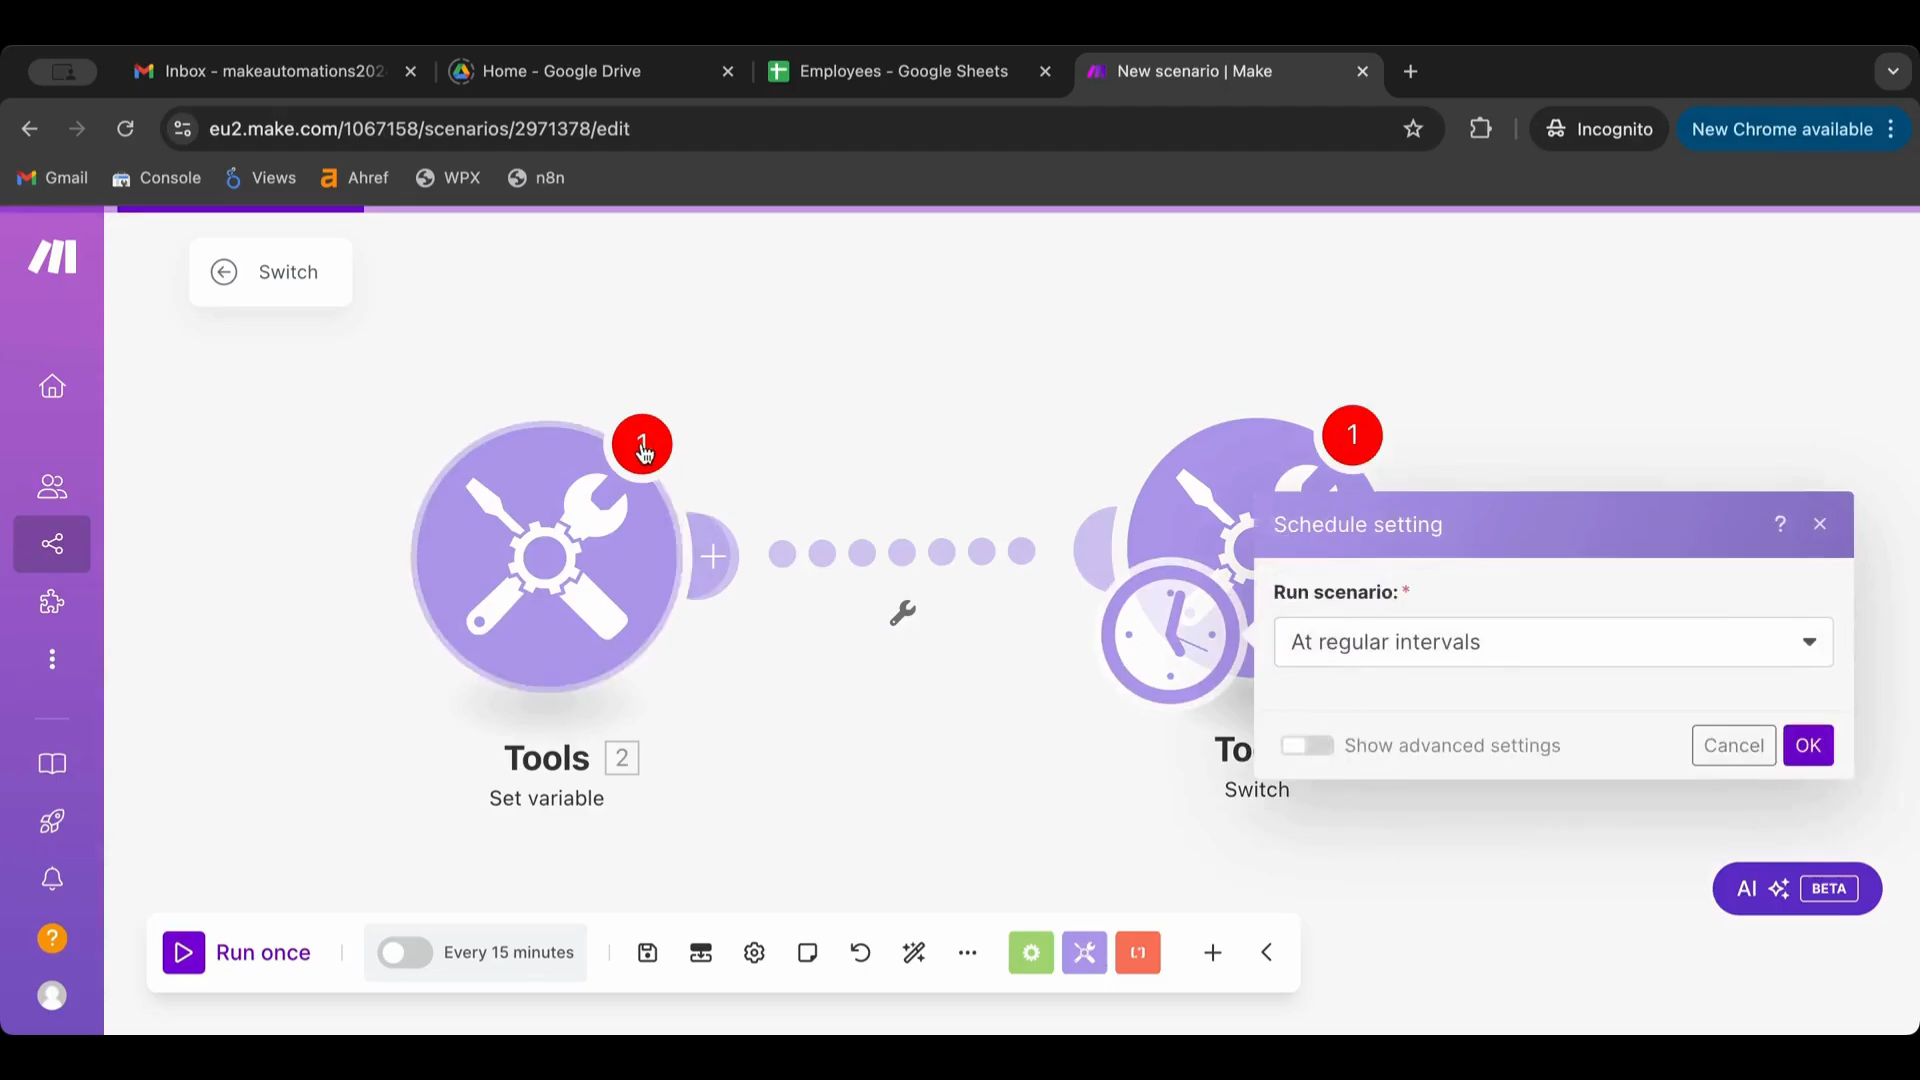 Inbox - makeautomations202
Home - Google Drive
Employees - Google Sheets
New scenario | Make
eu2.make.com/1067158/scenarios/2971378/edit
Incognito
New Chrome available
Gmail
Console
Views
Ahref
WPX
n8n
Switch
1
1
Schedule setting
?
Run scenario: *
At regular intervals
Show advanced settings
Cancel
OK
Tools 2
Set variable
To
Switch
AI BETA
?
Run once
Every 15 minutes